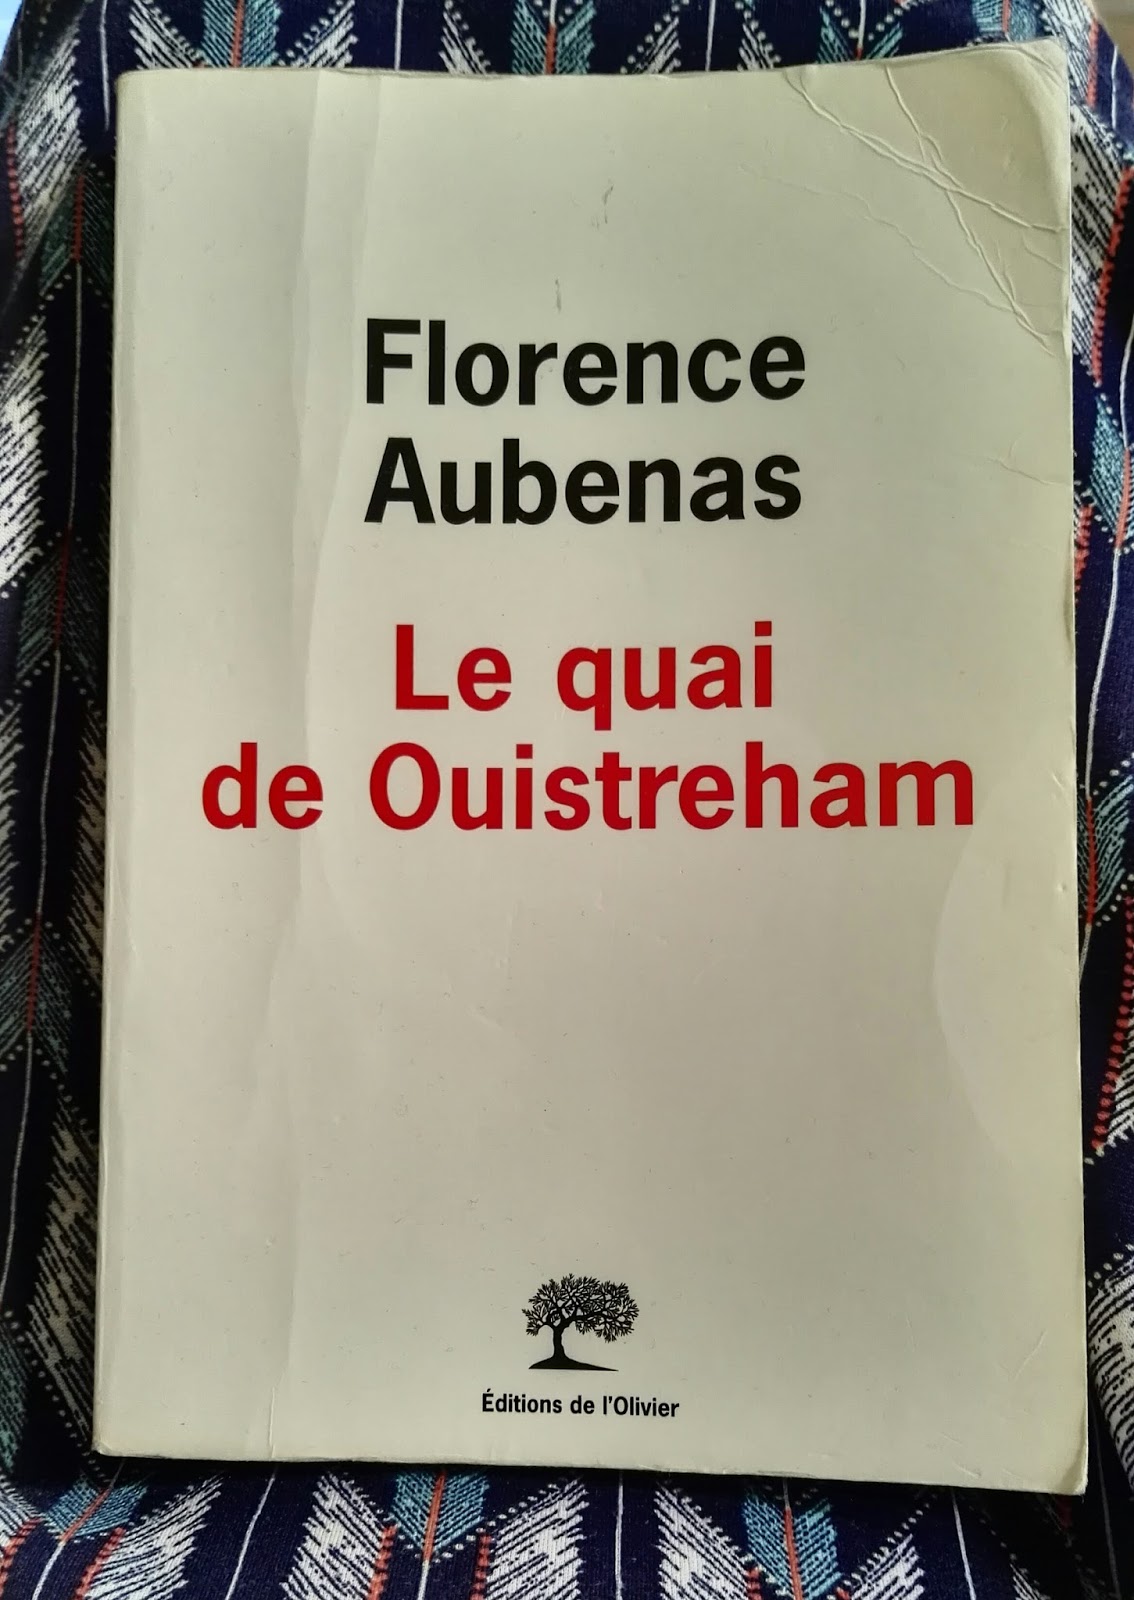 Florence
Aubenas
Le quai
de Ouistreham
Éditions de l'Olivier